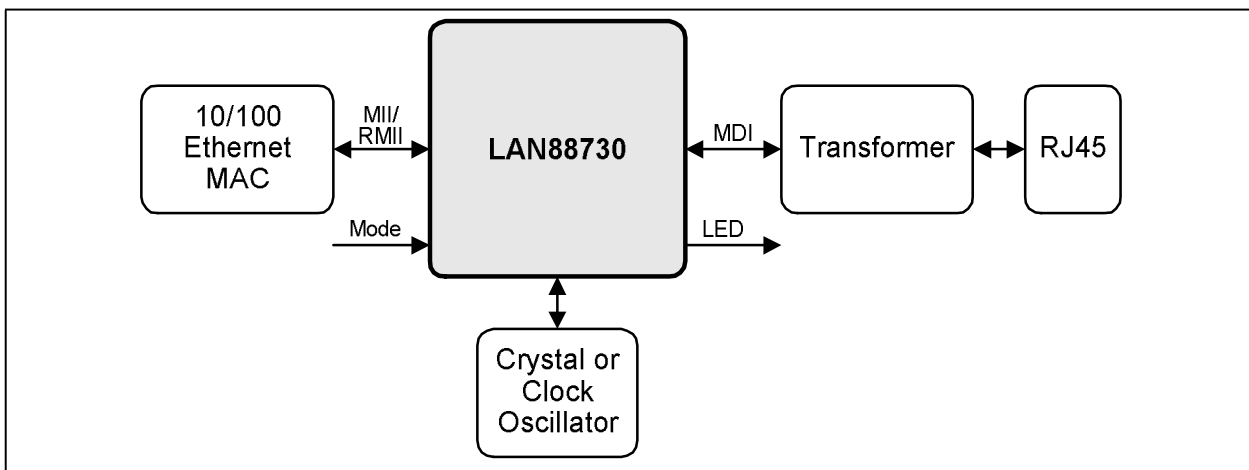 10/100
Ethernet
MAC
MII/
RMII
Mode
LAN88730
MDI
LED
Transformer
RJ45
Crystal or
Clock
Oscillator